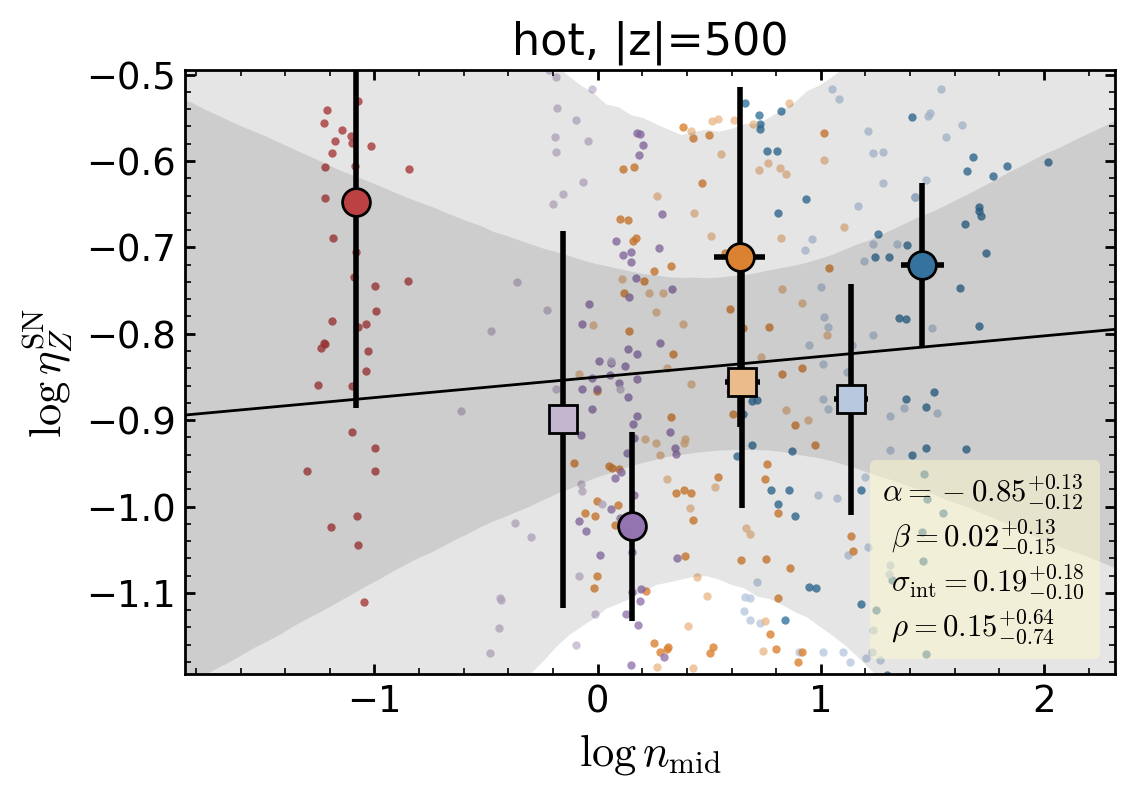 hot, |z|=500
−0.5
−0.6
−0.7
−0.8
−0.9
−1.0
−1.1
log η_Z^SN
α = −0.85 +0.13 −0.12
β = 0.02 +0.13 −0.15
σ_int = 0.19 +0.18 −0.10
ρ = 0.15 +0.64 −0.74
−1 0 1 2
log n_mid